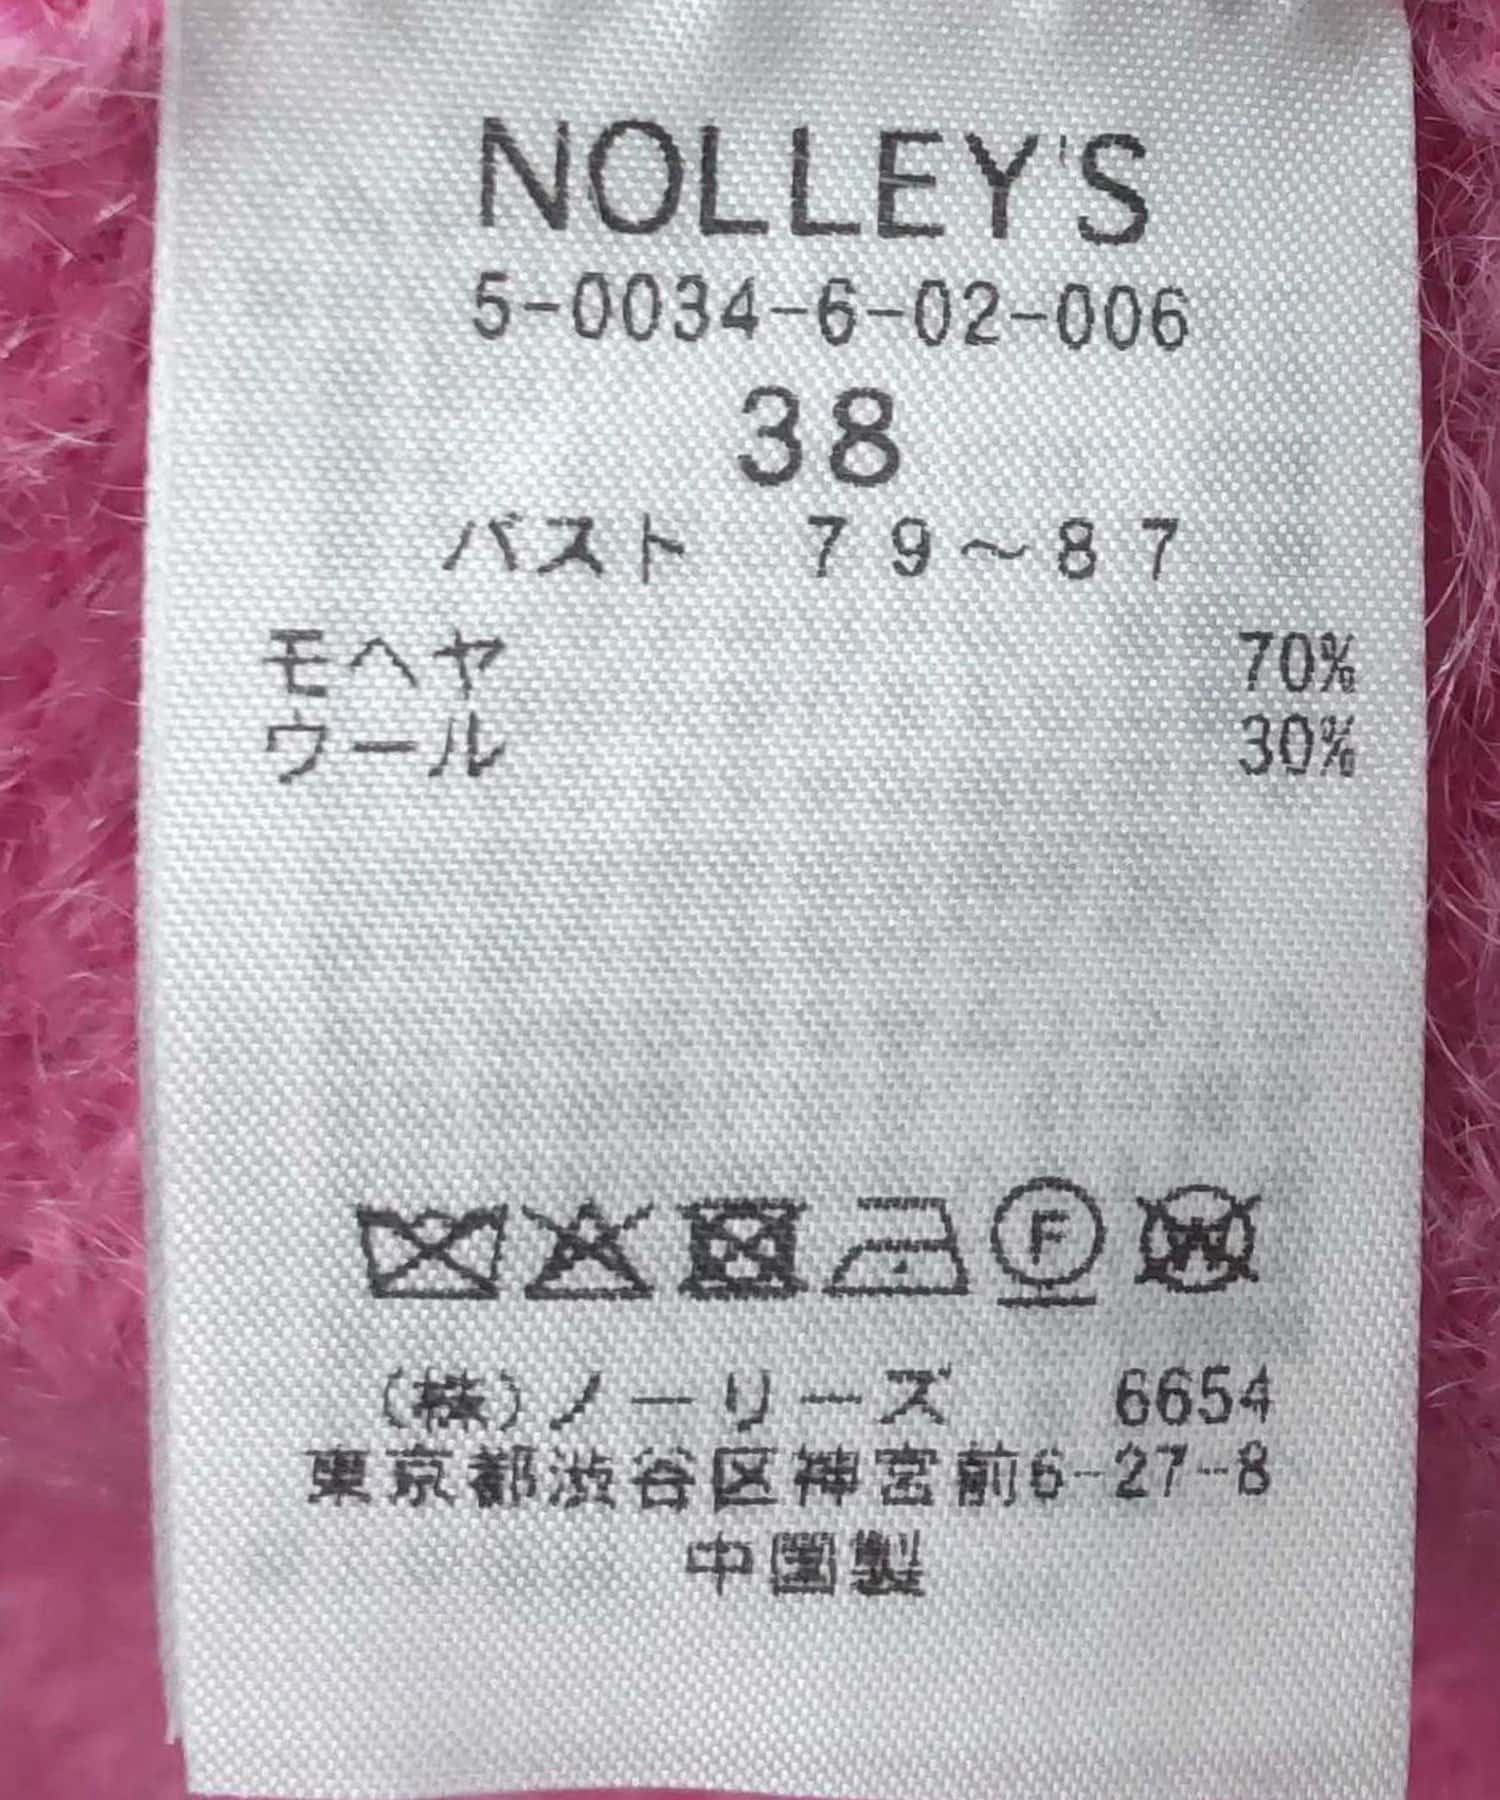 NOLLEY'S
5-0034-6-02-006
38
バスト 79～87
モヘヤ 70%
ウール 30%
F
W
(株)ノーリーズ 6654
東京都渋谷区神宮前6-27-8
中国製